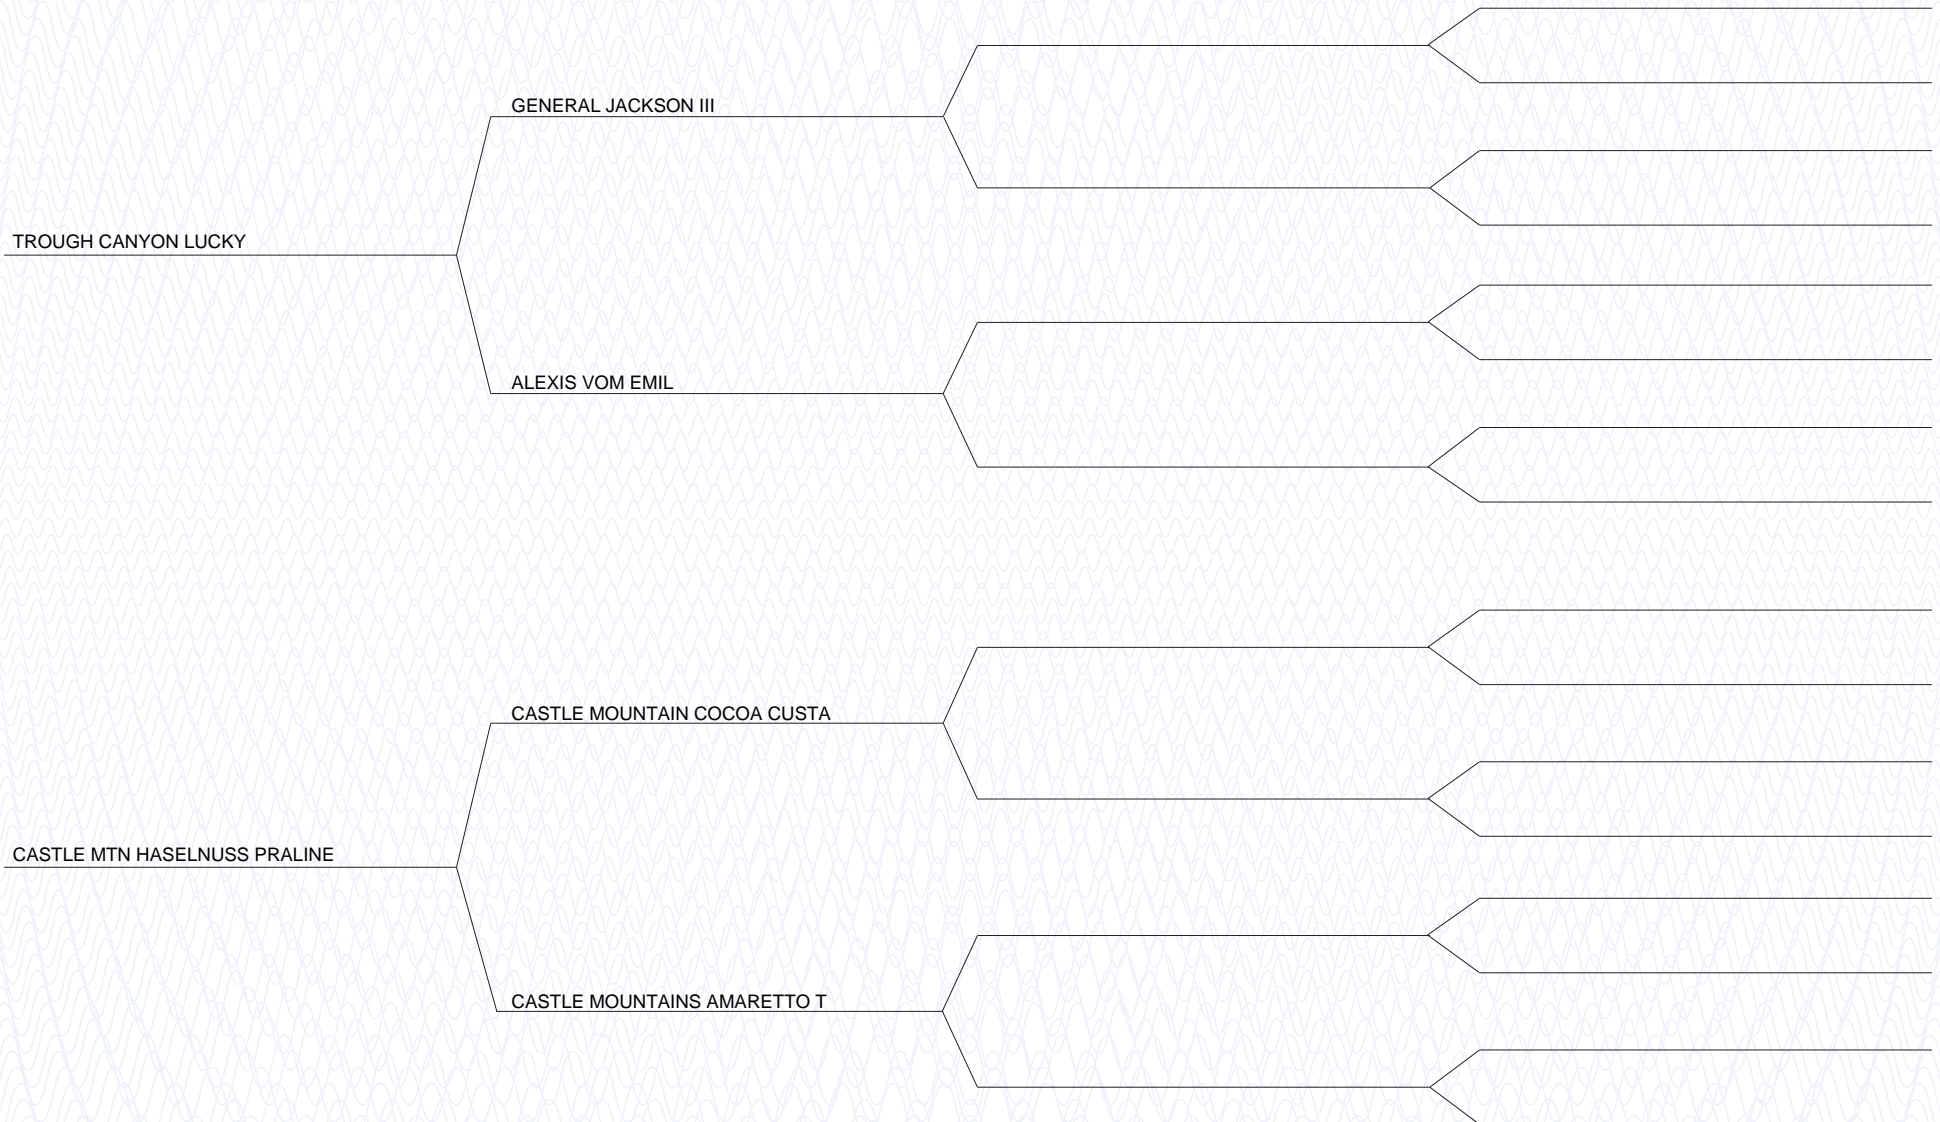 GENERAL JACKSON III
TROUGH CANYON LUCKY
ALEXIS VOM EMIL
CASTLE MOUNTAIN COCOA CUSTA
CASTLE MTN HASELNUSS PRALINE
CASTLE MOUNTAINS AMARETTO T